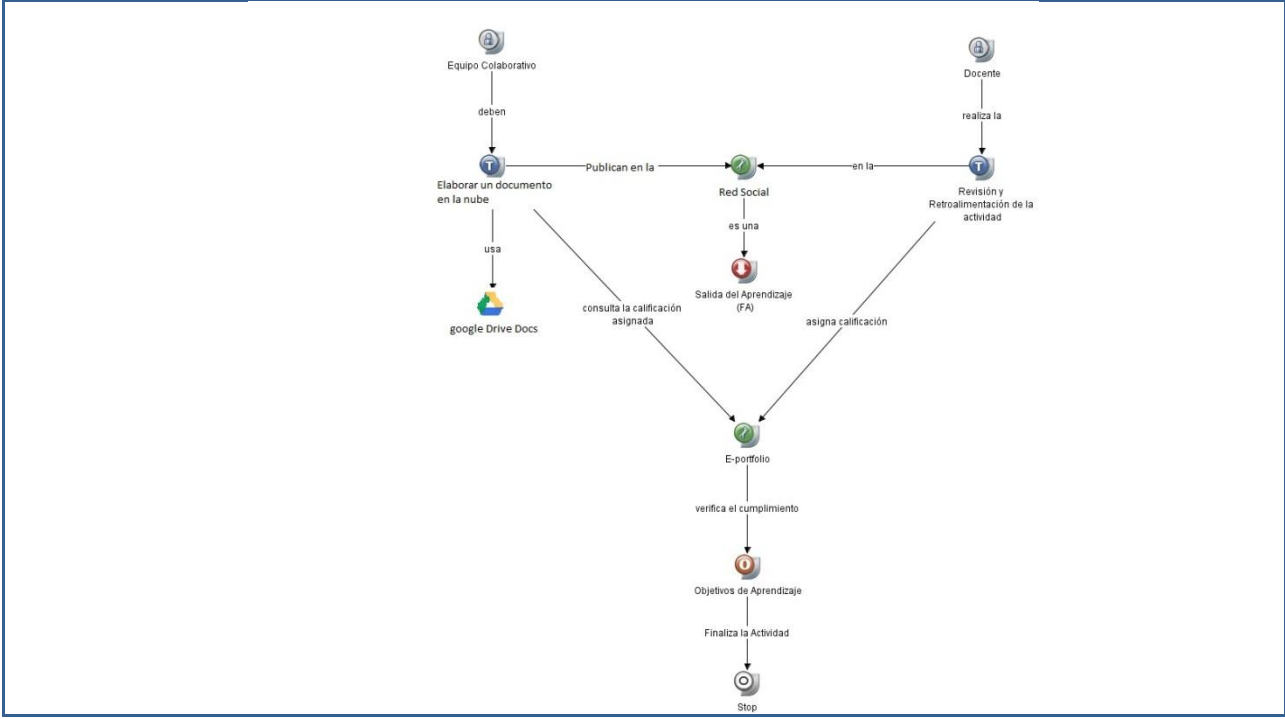 Equipo Colaborativo
Docente
deben
realiza la
Publican en la
en la
Elaborar un documento
en la nube
Red Social
Revisión y
Retroalimentación de la
actividad
es una
usa
Salida del Aprendizaje
(FA)
google Drive Docs
consulta la calificación
asignada
asigna calificación
E-portfolio
verifica el cumplimiento
Objetivos de Aprendizaje
Finaliza la Actividad
Stop